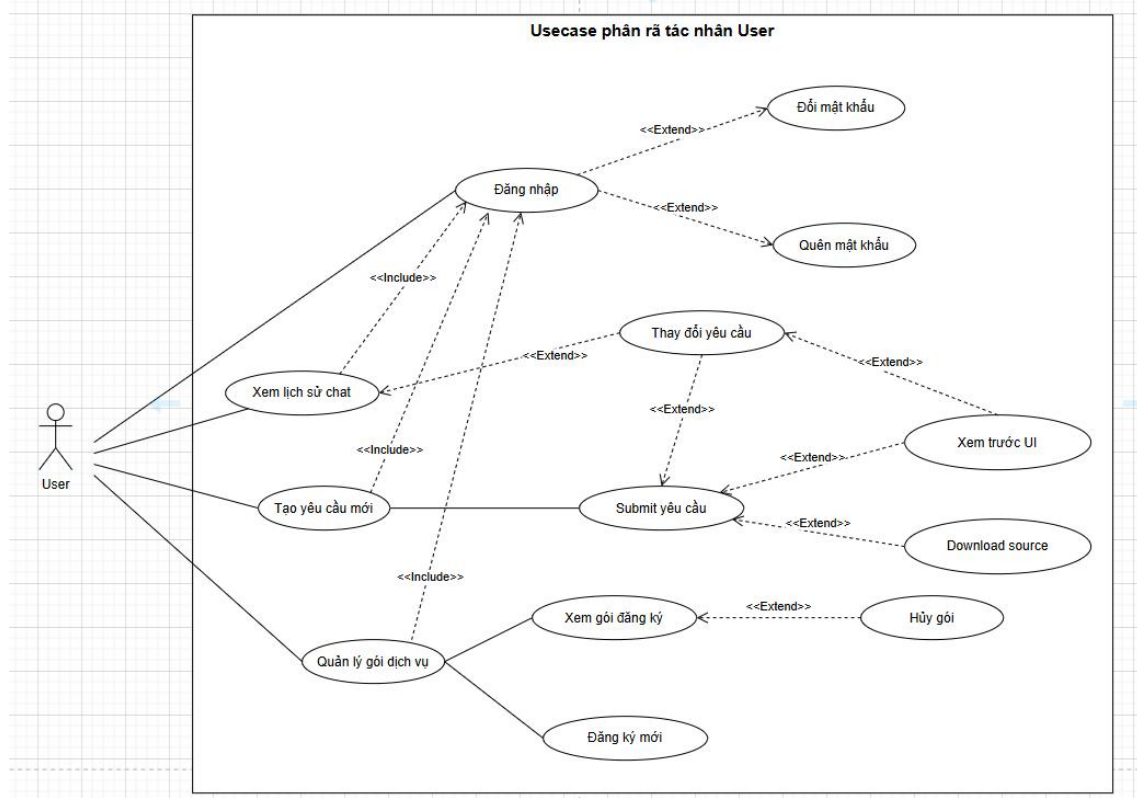 Usecase phân rã tác nhân User
Đổi mật khẩu
<<Extend>>
Đăng nhập
<<Extend>>
Quên mật khẩu
<<Include>>
Thay đổi yêu cầu
<<Extend>>
<<Extend>>
Xem lịch sử chat
<<Extend>>
Xem trước UI
<<Include>>
<<Extend>>
User
Tạo yêu cầu mới
Submit yêu cầu
<<Extend>>
Download source
<<Include>>
<<Extend>>
Xem gói đăng ký
Hủy gói
Quản lý gói dịch vụ
Đăng ký mới